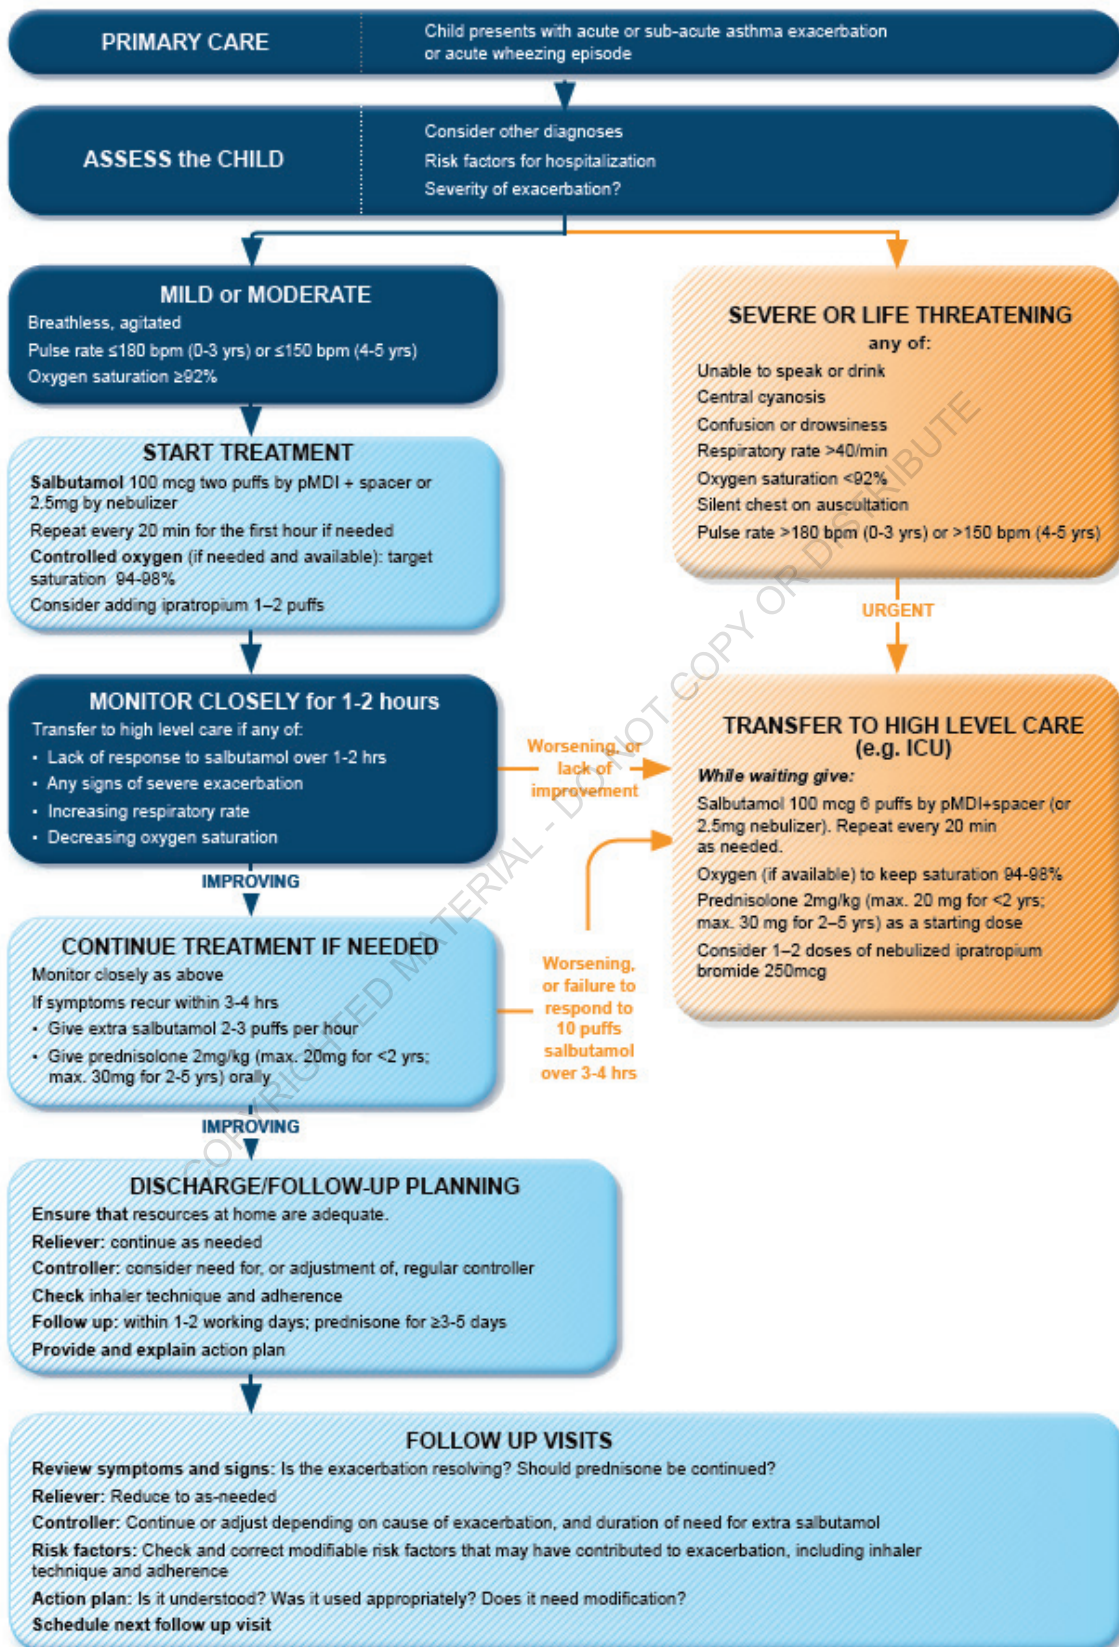 PRIMARY CARE
Child presents with acute or sub-acute asthma exacerbation
or acute wheezing episode
ASSESS the CHILD
Consider other diagnoses
Risk factors for hospitalization
Severity of exacerbation?
MILD or MODERATE
Breathless, agitated
Pulse rate ≤180 bpm (0-3 yrs) or ≤150 bpm (4-5 yrs)
Oxygen saturation ≥92%
SEVERE OR LIFE THREATENING
any of:
Unable to speak or drink
Central cyanosis
Confusion or drowsiness
Respiratory rate >40/min
Oxygen saturation <92%
Silent chest on auscultation
Pulse rate >180 bpm (0-3 yrs) or >150 bpm (4-5 yrs)
START TREATMENT
Salbutamol 100 mcg two puffs by pMDI + spacer or
2.5mg by nebulizer
Repeat every 20 min for the first hour if needed
Controlled oxygen (if needed and available): target
saturation 94-98%
Consider adding ipratropium 1–2 puffs
URGENT
MONITOR CLOSELY for 1-2 hours
Transfer to high level care if any of:
• Lack of response to salbutamol over 1-2 hrs
• Any signs of severe exacerbation
• Increasing respiratory rate
• Decreasing oxygen saturation
Worsening, or
lack of
improvement
TRANSFER TO HIGH LEVEL CARE
(e.g. ICU)
While waiting give:
Salbutamol 100 mcg 6 puffs by pMDI+spacer (or
2.5mg nebulizer). Repeat every 20 min
as needed.
Oxygen (if available) to keep saturation 94-98%
Prednisolone 2mg/kg (max. 20 mg for <2 yrs;
max. 30 mg for 2–5 yrs) as a starting dose
Consider 1–2 doses of nebulized ipratropium
bromide 250mcg
IMPROVING
CONTINUE TREATMENT IF NEEDED
Monitor closely as above
If symptoms recur within 3-4 hrs
• Give extra salbutamol 2-3 puffs per hour
• Give prednisolone 2mg/kg (max. 20mg for <2 yrs;
max. 30mg for 2-5 yrs) orally
Worsening,
or failure to
respond to
10 puffs
salbutamol
over 3-4 hrs
IMPROVING
DISCHARGE/FOLLOW-UP PLANNING
Ensure that resources at home are adequate.
Reliever: continue as needed
Controller: consider need for, or adjustment of, regular controller
Check inhaler technique and adherence
Follow up: within 1-2 working days; prednisone for ≥3-5 days
Provide and explain action plan
FOLLOW UP VISITS
Review symptoms and signs: Is the exacerbation resolving? Should prednisone be continued?
Reliever: Reduce to as-needed
Controller: Continue or adjust depending on cause of exacerbation, and duration of need for extra salbutamol
Risk factors: Check and correct modifiable risk factors that may have contributed to exacerbation, including inhaler
technique and adherence
Action plan: Is it understood? Was it used appropriately? Does it need modification?
Schedule next follow up visit
COPYRIGHTED MATERIAL - DO NOT COPY OR DISTRIBUTE